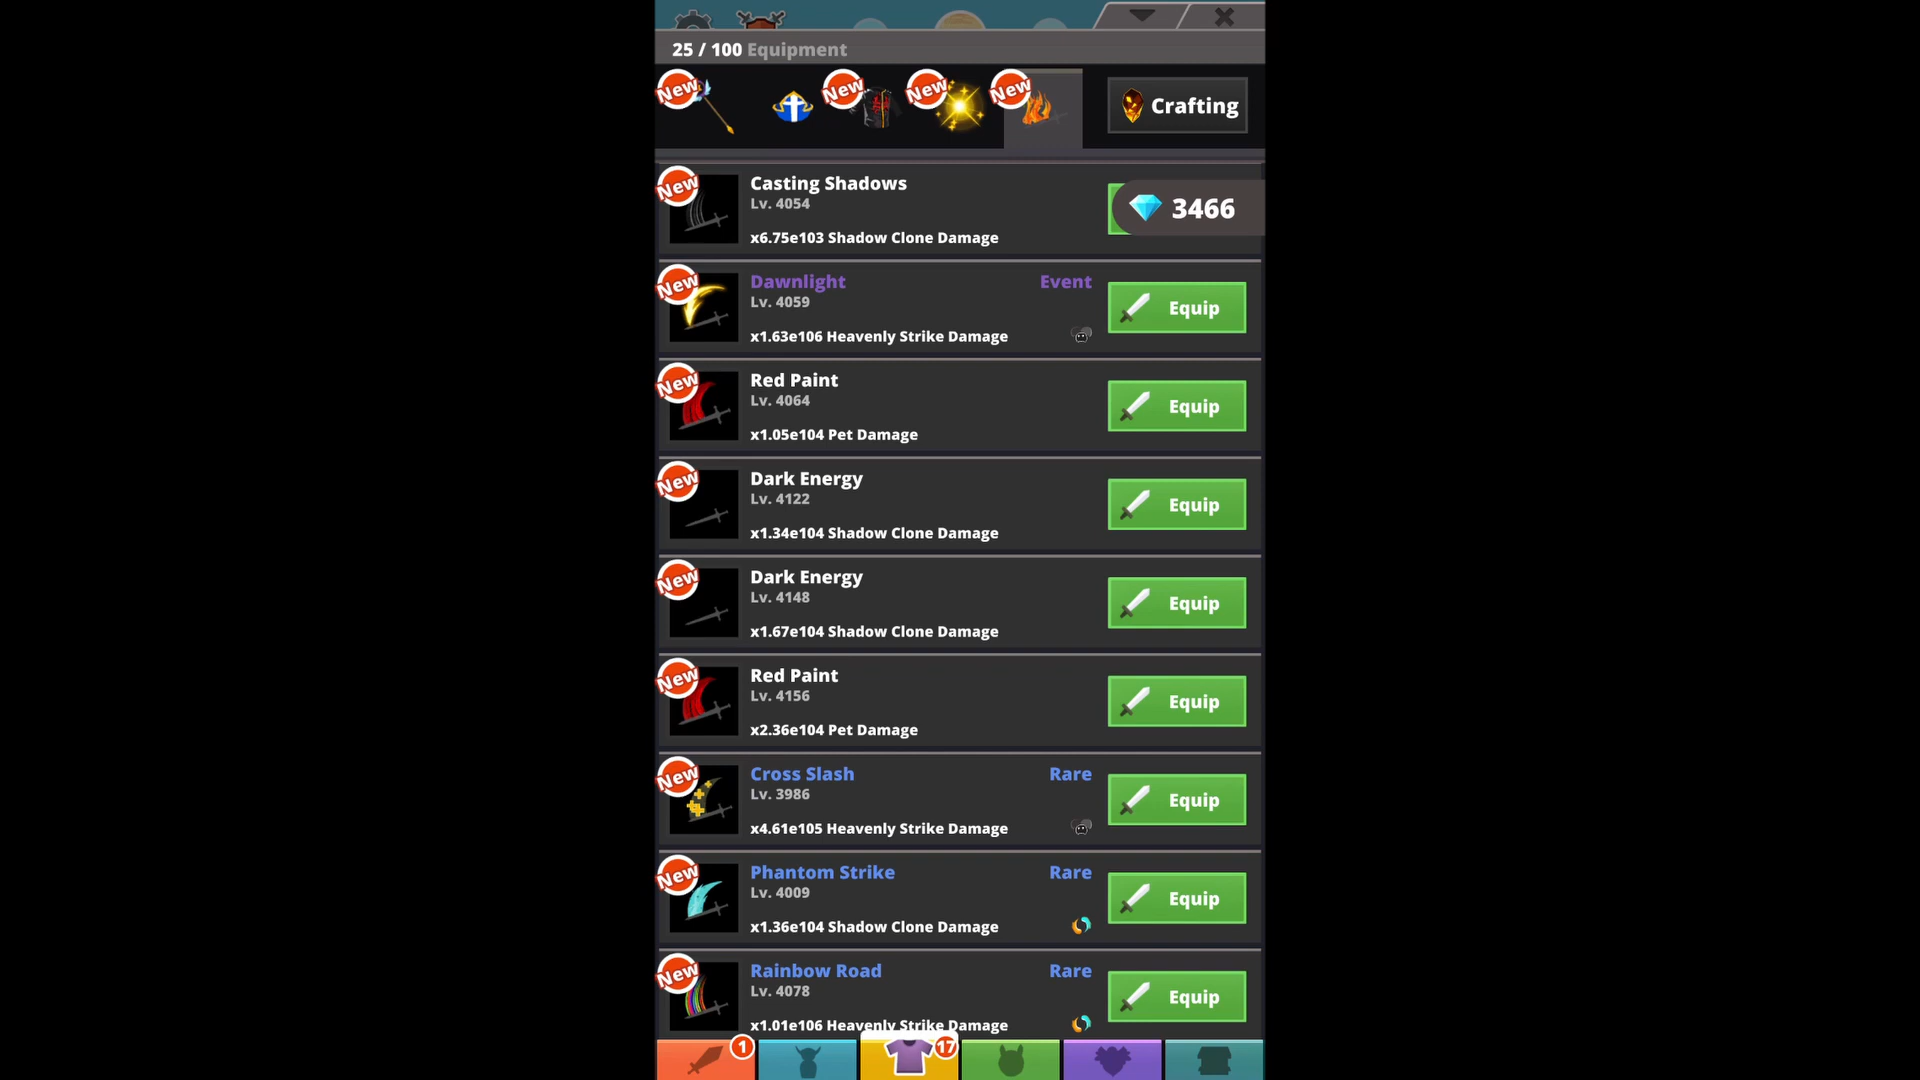 25 / 100 Equipment
New
New
New
New
Crafting
New
Casting Shadows
Lv. 4054
x6.75e103 Shadow Clone Damage
3466
New
Dawnlight
Event
Lv. 4059
x1.63e106 Heavenly Strike Damage
Equip
New
Red Paint
Lv. 4064
x1.05e104 Pet Damage
Equip
New
Dark Energy
Lv. 4122
x1.34e104 Shadow Clone Damage
Equip
New
Dark Energy
Lv. 4148
x1.67e104 Shadow Clone Damage
Equip
New
Red Paint
Lv. 4156
x2.36e104 Pet Damage
Equip
New
Cross Slash
Rare
Lv. 3986
x4.61e105 Heavenly Strike Damage
Equip
New
Phantom Strike
Rare
Lv. 4009
x1.36e104 Shadow Clone Damage
Equip
New
Rainbow Road
Rare
Lv. 4078
x1.01e106 Heavenly Strike Damage
Equip
1
17